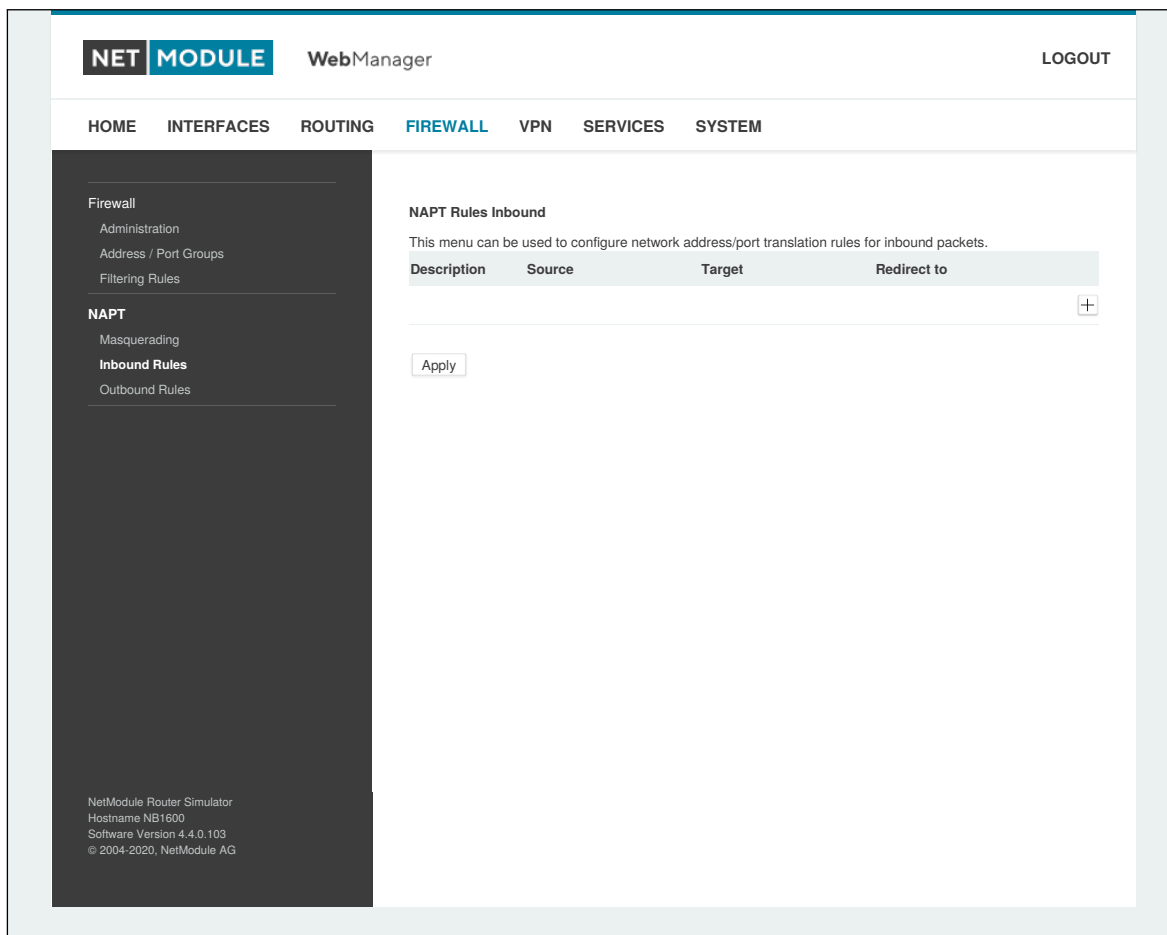 NET MODULE WebManager LOGOUT
HOME INTERFACES ROUTING FIREWALL VPN SERVICES SYSTEM
Firewall
Administration
Address / Port Groups
Filtering Rules
NAPT
Masquerading
Inbound Rules
Outbound Rules
NAPT Rules Inbound
This menu can be used to configure network address/port translation rules for inbound packets.
Description Source Target Redirect to
Apply
NetModule Router Simulator
Hostname NB1600
Software Version 4.4.0.103
© 2004-2020, NetModule AG